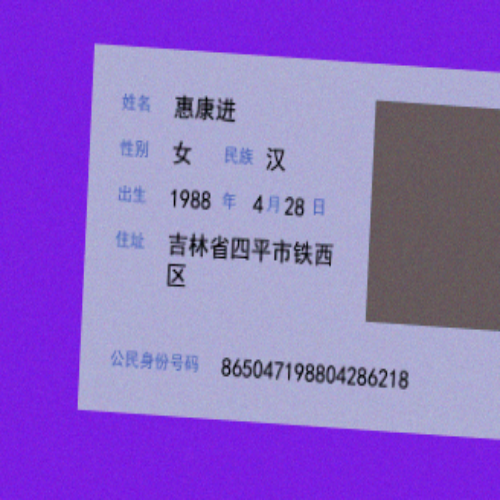 姓名 惠康进
性别 女 民族 汉
出生 1988 年 4 月 28 日
住址 吉林省四平市铁西
区
公民身份号码 865047198804286218